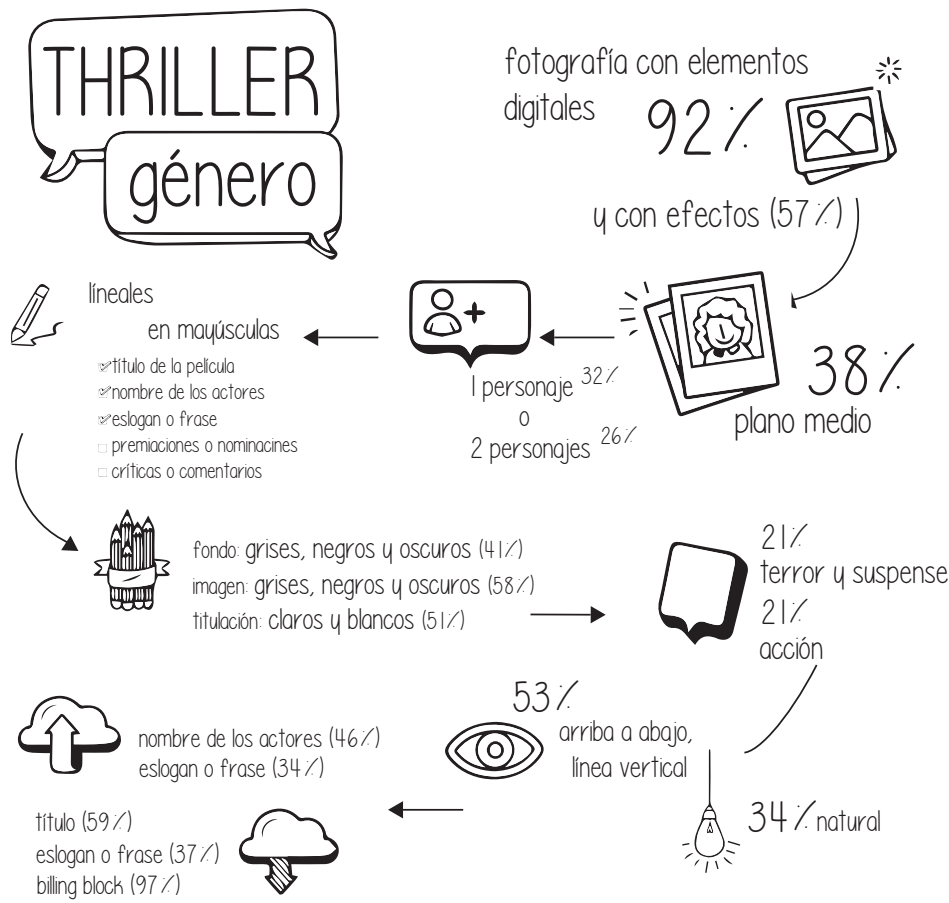 THRILLER
género
fotografía con elementos
digitales 92%
y con efectos (57%)
38%
plano medio
1 personaje 32%
o
2 personajes 26%
líneales
en mayúsculas
título de la película
nombre de los actores
eslogan o frase
premiaciones o nominacines
críticas o comentarios
fondo: grises, negros y oscuros (41%)
imagen: grises, negros y oscuros (58%)
titulación: claros y blancos (51%)
21%
terror y suspense
21%
acción
34% natural
53%
arriba a abajo,
línea vertical
nombre de los actores (46%)
eslogan o frase (34%)
título (59%)
eslogan o frase (37%)
billing block (97%)